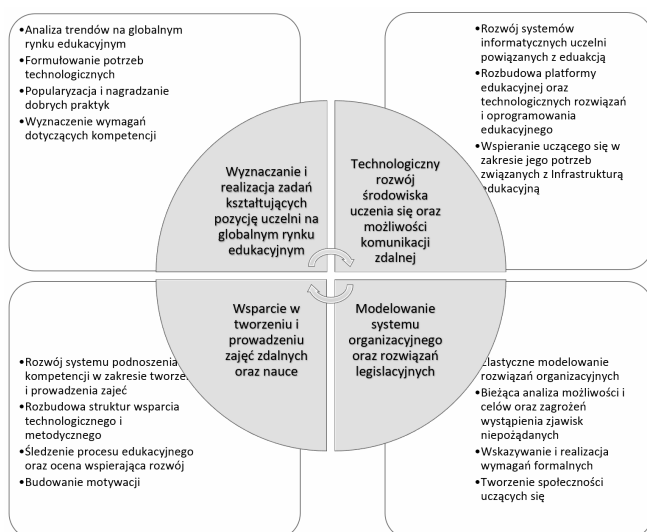 •Analiza trendów na globalnym
rynku edukacyjnym
•Formułowanie potrzeb
technologicznych
•Popularyzacja i nagradzanie
dobrych praktyk
•Wyznaczenie wymagań
dotyczących kompetencji
•Rozwój systemów
informatycznych uczelni
powiązanych z eduakcją
•Rozbudowa platformy
edukacyjnej oraz
technologicznych rozwiązań
i oprogramowania
edukacyjnego
•Wspieranie uczącego się w
zakresie jego potrzeb
związanych z Infrastrukturą
edukacyjną
Wyznaczanie i
realizacja zadań
kształtujących
pozycję uczelni na
globalnym rynku
edukacyjnym
Technologiczny
rozwój
środowiska
uczenia się oraz
możliwości
komunikacji
zdalnej
Wsparcie w
tworzeniu i
prowadzeniu
zajęć zdalnych
oraz nauce
Modelowanie
systemu
organizacyjnego
oraz rozwiązań
legislacyjnych
•Rozwój systemu podnoszenia
kompetencji w zakresie tworze
i prowadzenia zajeć
•Rozbudowa struktur wsparcia
technologicznego i
metodycznego
•Śledzenie procesu edukacyjnego
oraz ocena wspierająca rozwój
•Budowanie motywacji
Elastyczne modelowanie
rozwiązań organizacyjnych
•Bieżąca analiza możliwości i
celów oraz zagrożeń
wystąpienia zjawisk
niepożądanych
•Wskazywanie i realizacja
wymagań formalnych
•Tworzenie społeczności
uczących się